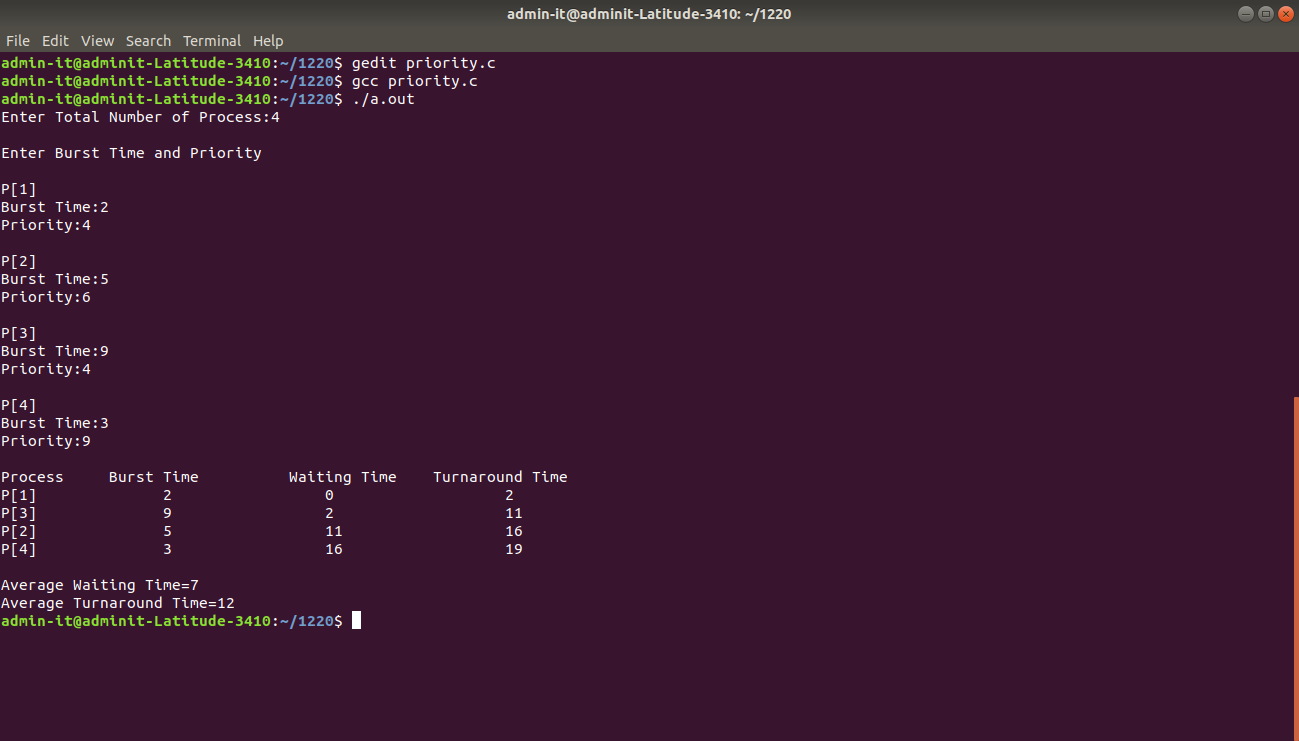 admin-it@adminit-Latitude-3410: ~/1220
File Edit View Search Terminal Help
admin-it@adminit-Latitude-3410:~/1220$ gedit priority.c
admin-it@adminit-Latitude-3410:~/1220$ gcc priority.c
admin-it@adminit-Latitude-3410:~/1220$ ./a.out
Enter Total Number of Process:4
Enter Burst Time and Priority
P[1]
Burst Time:2
Priority:4
P[2]
Burst Time:5
Priority:6
P[3]
Burst Time:9
Priority:4
P[4]
Burst Time:3
Priority:9
Process Burst Time Waiting Time Turnaround Time
P[1] 2 0 2
P[3] 9 2 11
P[2] 5 11 16
P[4] 3 16 19
Average Waiting Time=7
Average Turnaround Time=12
admin-it@adminit-Latitude-3410:~/1220$